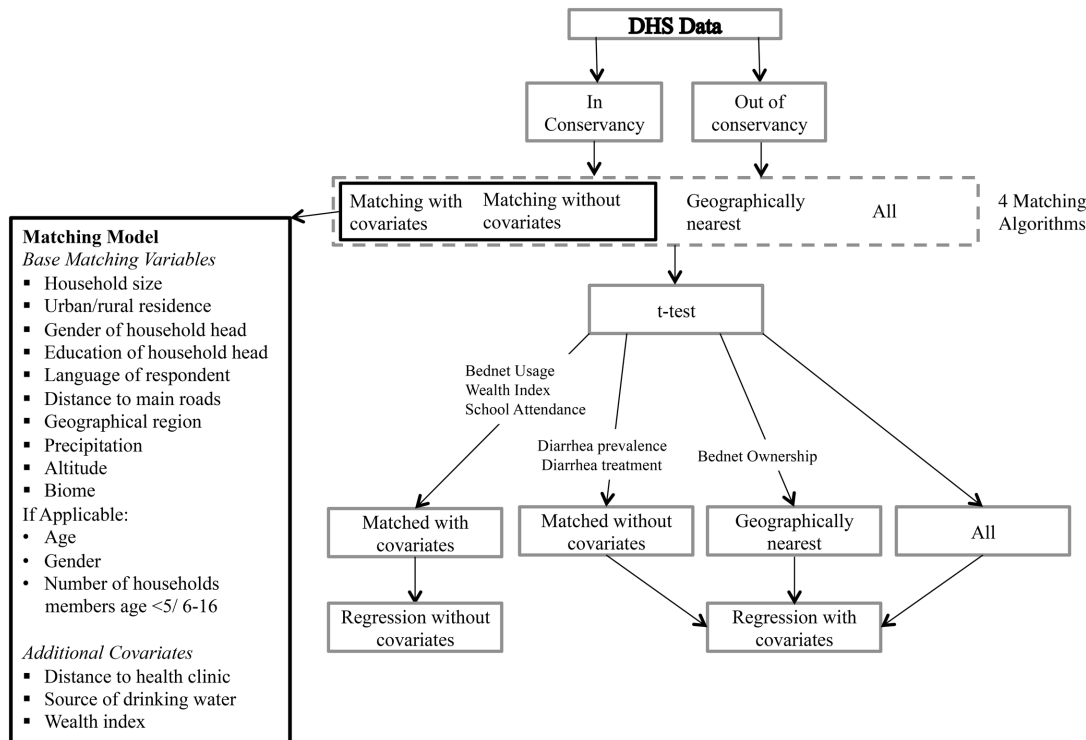 DHS Data
In
Conservancy
Out of
conservancy
Matching with
covariates
Matching without
covariates
Geographically
nearest
All
4 Matching
Algorithms
Matching Model
Base Matching Variables
▪ Household size
▪ Urban/rural residence
▪ Gender of household head
▪ Education of household head
▪ Language of respondent
▪ Distance to main roads
▪ Geographical region
▪ Precipitation
▪ Altitude
▪ Biome
If Applicable:
• Age
• Gender
• Number of households
members age <5/ 6-16
Additional Covariates
▪ Distance to health clinic
▪ Source of drinking water
▪ Wealth index
t-test
Bednet Usage
Wealth Index
School Attendance
Diarrhea prevalence
Diarrhea treatment
Bednet Ownership
Matched with
covariates
Matched without
covariates
Geographically
nearest
All
Regression without
covariates
Regression with
covariates